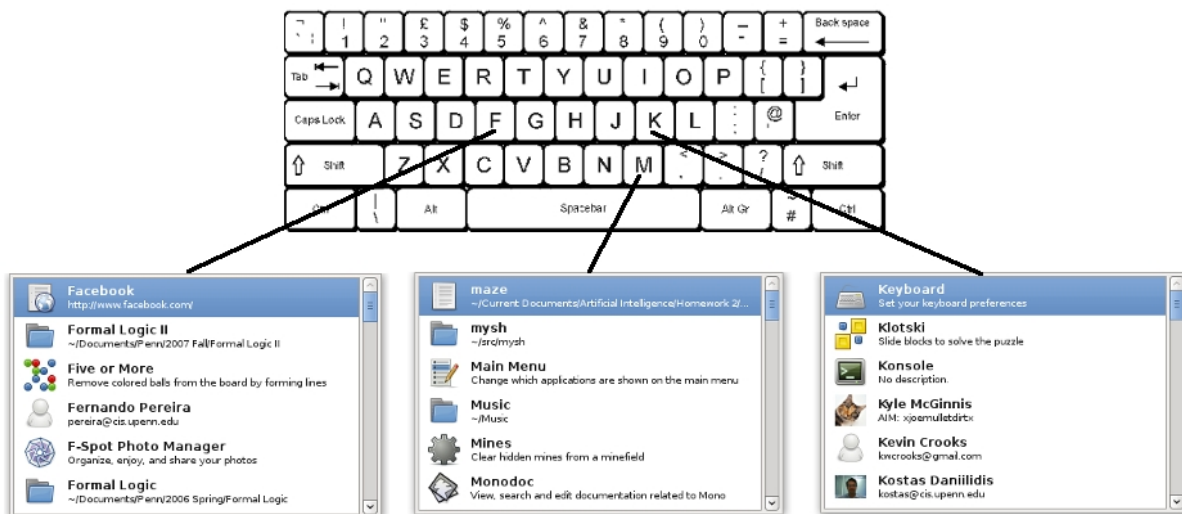 ¬ ! " £ $ % ^ & * ( ) _ + Back space
` ¦ 1 2 3 4 5 6 7 8 9 0 - =
Tab Q W E R T Y U I O P { [ } ] Enter
Caps Lock A S D F G H J K L : ; @ '
Shift Z X C V B N M < , > . ? / Shift
Ctrl | \ Alt Spacebar Alt Gr ~ # Ctrl
Facebook
http://www.facebook.com/
Formal Logic II
~/Documents/Penn/2007 Fall/Formal Logic II
Five or More
Remove colored balls from the board by forming lines
Fernando Pereira
pereira@cis.upenn.edu
F-Spot Photo Manager
Organize, enjoy, and share your photos
Formal Logic
~/Documents/Penn/2006 Spring/Formal Logic
maze
~/Current Documents/Artificial Intelligence/Homework 2/...
mysh
~/src/mysh
Main Menu
Change which applications are shown on the main menu
Music
~/Music
Mines
Clear hidden mines from a minefield
Monodoc
View, search and edit documentation related to Mono
Keyboard
Set your keyboard preferences
Klotski
Slide blocks to solve the puzzle
Konsole
No description.
Kyle McGinnis
AIM: xjoemulletdirtx
Kevin Crooks
kwcrooks@gmail.com
Kostas Daniilidis
kostas@cis.upenn.edu